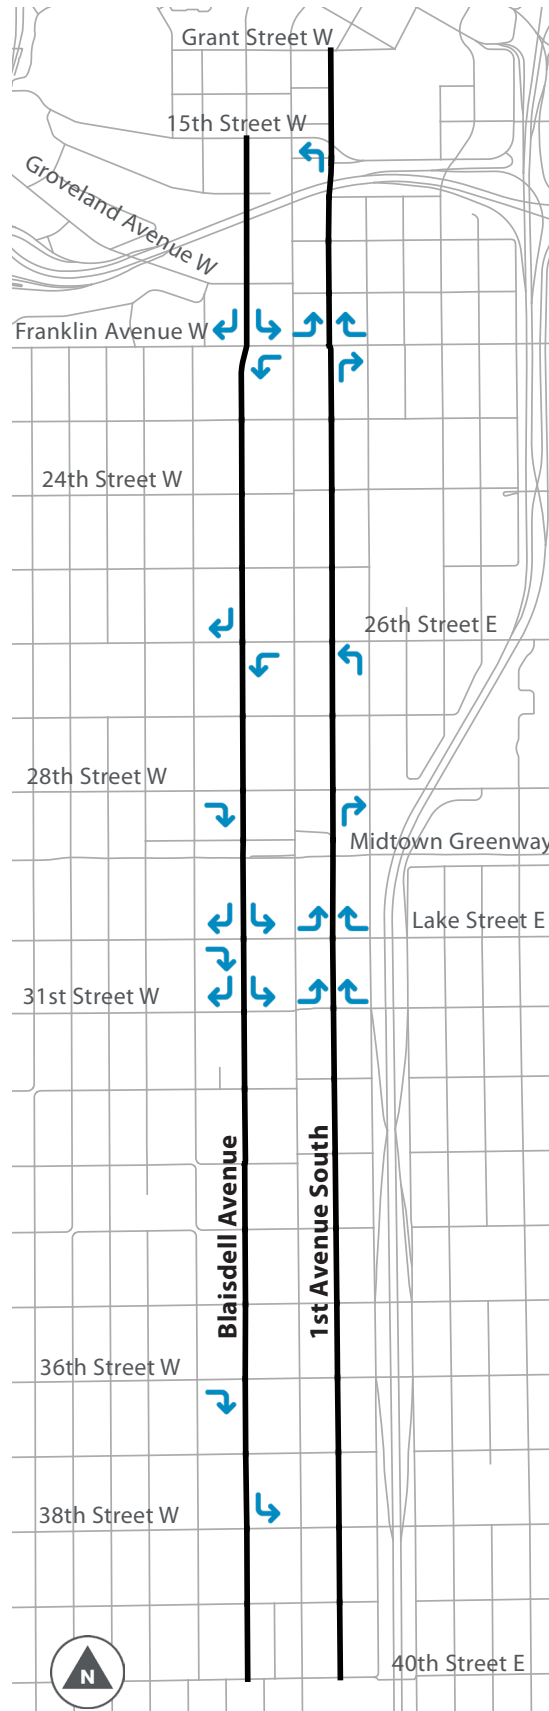 Grant Street W
15th Street W
Groveland Avenue W
Franklin Avenue W
24th Street W
26th Street E
28th Street W
Midtown Greenway
Lake Street E
31st Street W
Blaisdell Avenue
1st Avenue South
36th Street W
38th Street W
40th Street E
N